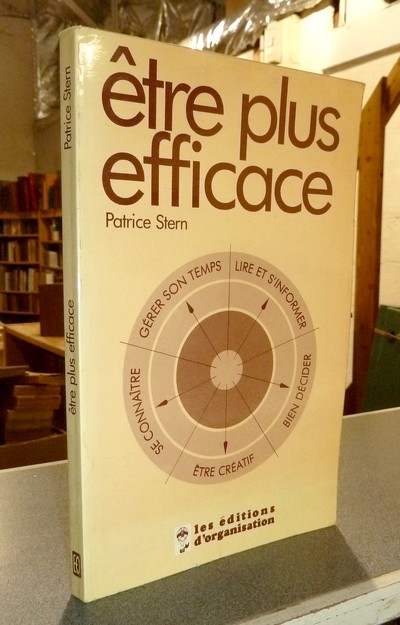 être plus
efficace
Patrice Stern
GÉRER SON TEMPS
LIRE ET S'INFORMER
BIEN DÉCIDER
ÊTRE CRÉATIF
SE CONNAÎTRE
les éditions
d'organisation
Patrice Stern
être plus efficace